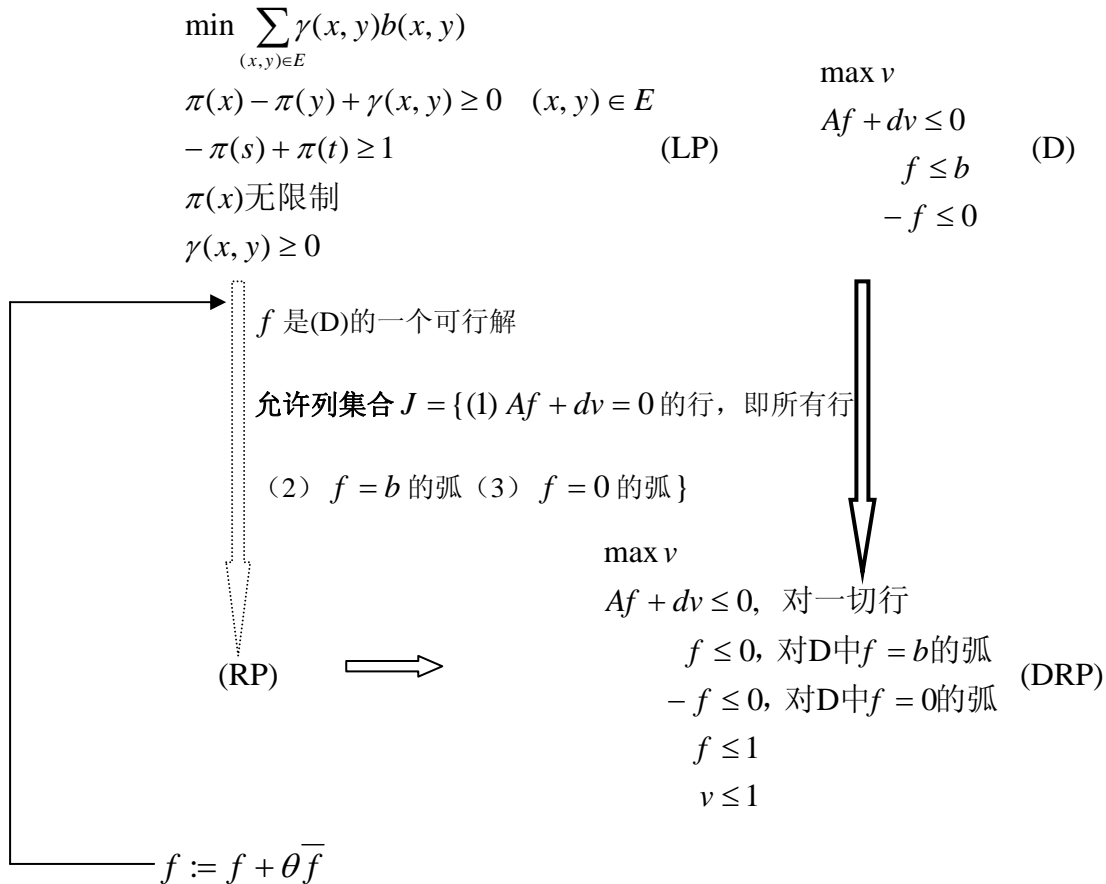 min ∑ γ(x, y)b(x, y)
(x,y)∈E
π(x) − π(y) + γ(x, y) ≥ 0 (x, y) ∈ E
− π(s) + π(t) ≥ 1
(LP)
π(x)无限制
γ(x, y) ≥ 0
max v
Af + dv ≤ 0
f ≤ b
(D)
− f ≤ 0
f 是(D)的一个可行解
允许列集合 J = {(1) Af + dv = 0 的行，即所有行
（2） f = b 的弧（3） f = 0 的弧}
(RP)
max v
Af + dv ≤ 0, 对一切行
f ≤ 0, 对D中f = b的弧
(DRP)
− f ≤ 0, 对D中f = 0的弧
f ≤ 1
v ≤ 1
f := f + θf̄